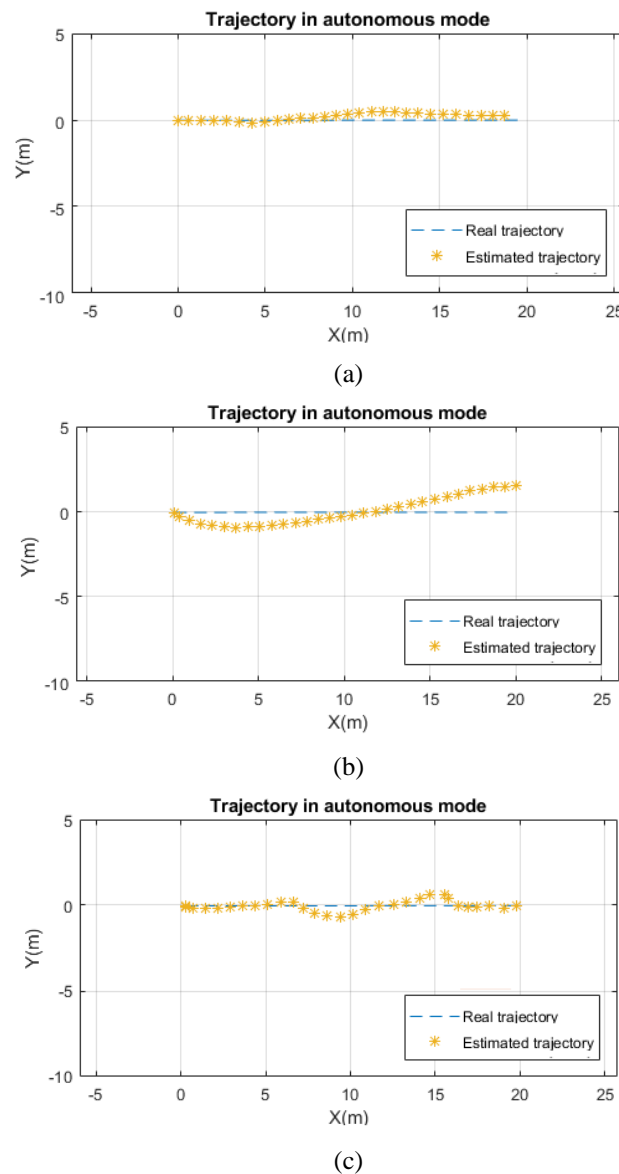 Trajectory in autonomous mode
5
0
-5
-10
Y(m)
-5 0 5 10 15 20 25
X(m)
Real trajectory
Estimated trajectory
(a)
Trajectory in autonomous mode
5
0
-5
-10
Y(m)
-5 0 5 10 15 20 25
X(m)
Real trajectory
Estimated trajectory
(b)
Trajectory in autonomous mode
5
0
-5
-10
Y(m)
-5 0 5 10 15 20 25
X(m)
Real trajectory
Estimated trajectory
(c)